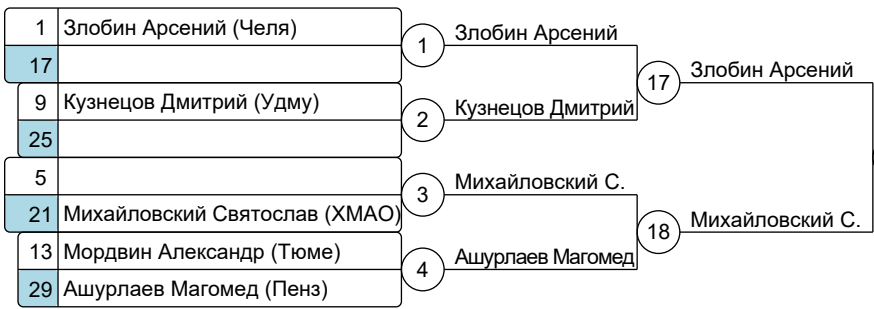 1 Злобин Арсений (Челя)
17
9 Кузнецов Дмитрий (Удму)
25
5
21 Михайловский Святослав (ХМАО)
13 Мордвин Александр (Тюме)
29 Ашурлаев Магомед (Пенз)
1 Злобин Арсений
2 Кузнецов Дмитрий
3 Михайловский С.
4 Ашурлаев Магомед
17 Злобин Арсений
18 Михайловский С.